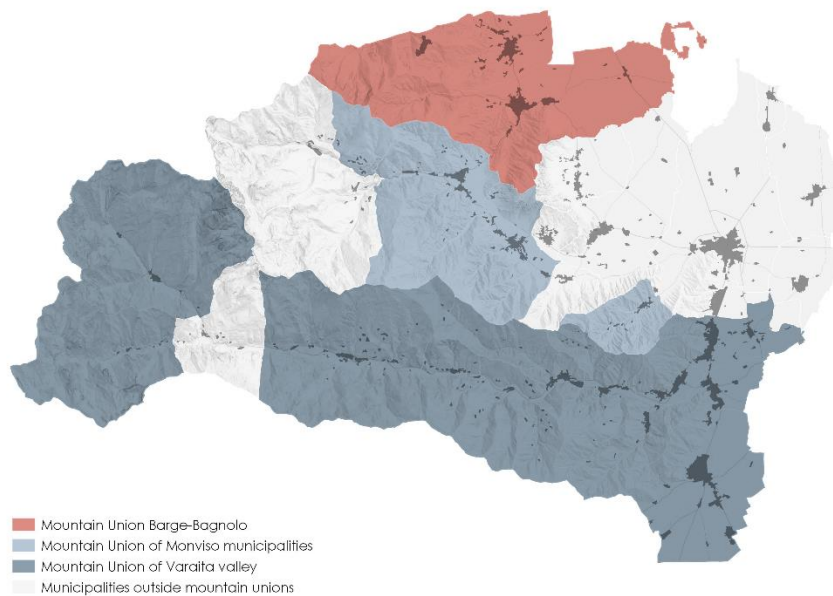 Mountain Union Barge-Bagnolo
Mountain Union of Monviso municipalities
Mountain Union of Varaita valley
Municipalities outside mountain unions